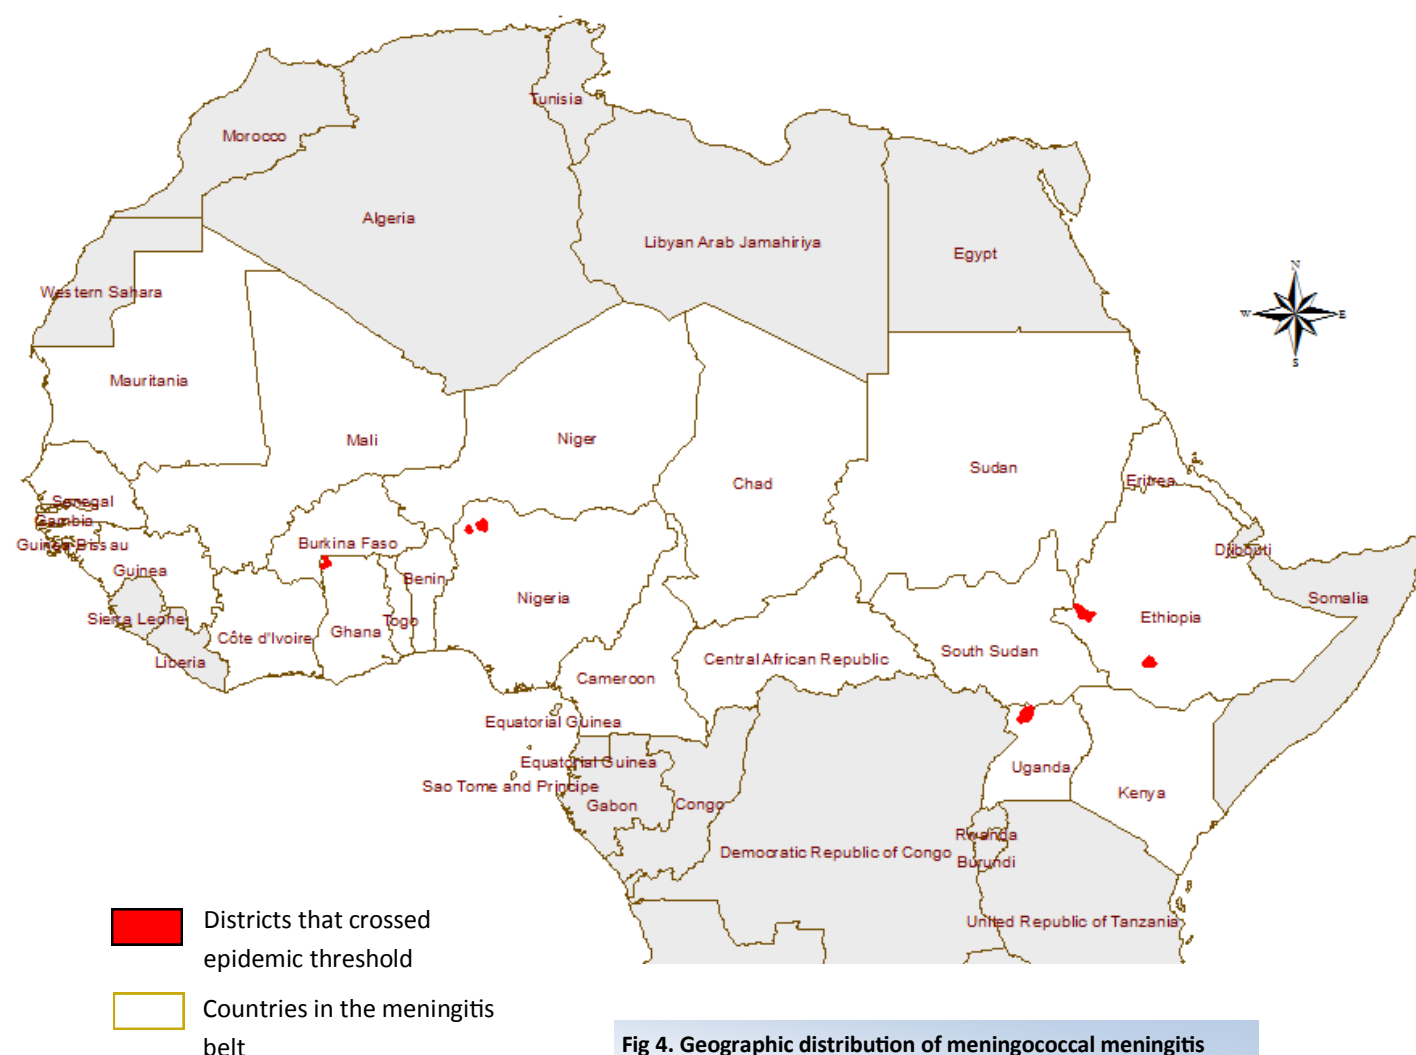 Tunisia
Morocco
Algeria
Libyan Arab Jamahiriya
Egypt
N
W
E
S
Western Sahara
Mauritania
Mali
Niger
Chad
Sudan
Eritrea
Senegal
Gambia
Guinea Bissau
Guinea
Burkina Faso
Djibouti
Benin
Nigeria
Somalia
Sierra Leone
Togo
Ghana
Côte d'Ivoire
Ethiopia
Liberia
South Sudan
Central African Republic
Cameroon
Equatorial Guinea
Equatorial Guinea
Uganda
Sao Tome and Principe
Gabon
Congo
Kenya
Rwanda
Democratic Republic of Congo
Burundi
United Republic of Tanzania
Districts that crossed
epidemic threshold
Countries in the meningitis
belt
Fig 4. Geographic distribution of meningococcal meningitis